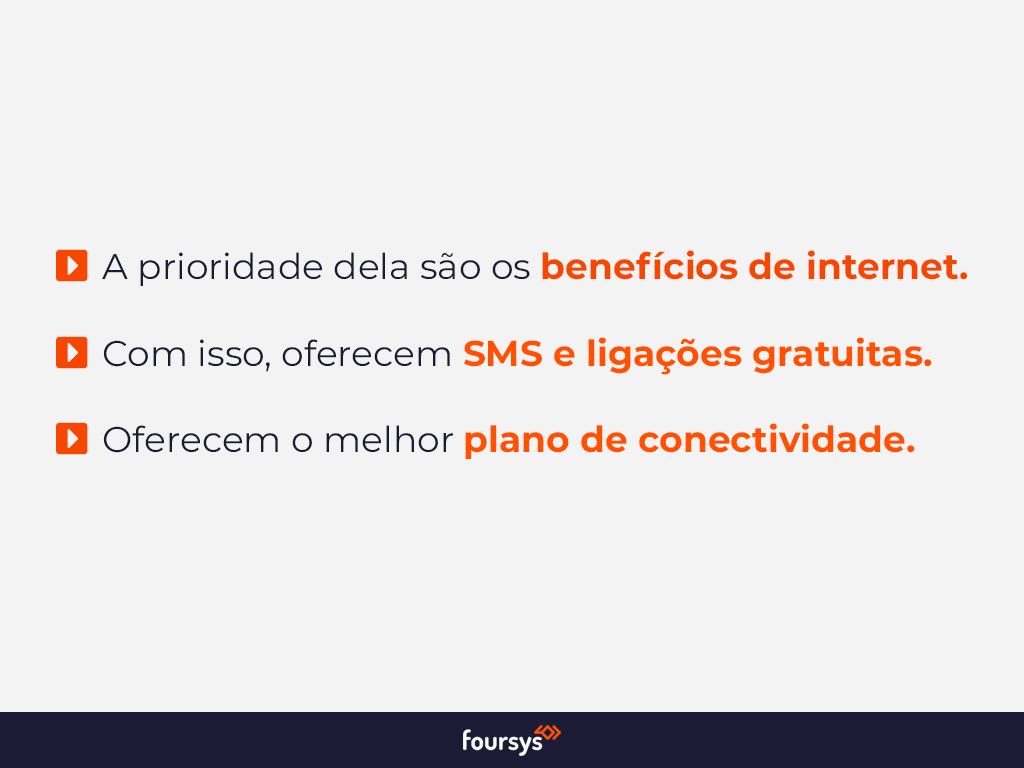 A prioridade dela são os benefícios de internet.
Com isso, oferecem SMS e ligações gratuitas.
Oferecem o melhor plano de conectividade.
foursys